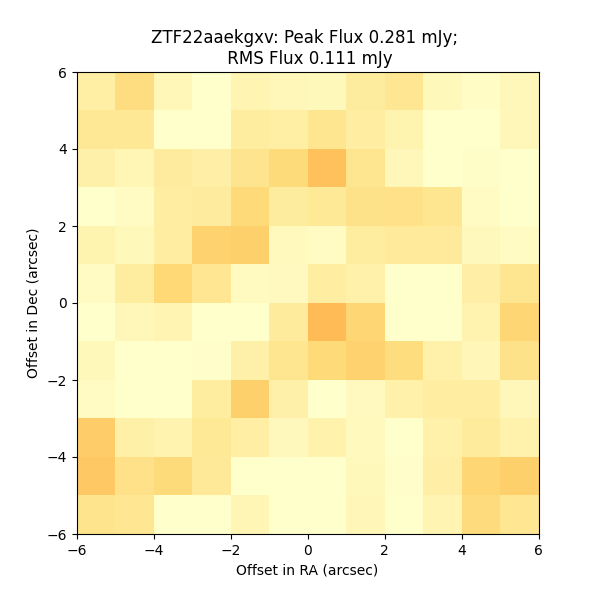 ZTF22aaekgxv: Peak Flux 0.281 mJy;
RMS Flux 0.111 mJy
6
4
2
0
−2
−4
−6
Offset in Dec (arcsec)
−6 −4 −2 0 2 4 6
Offset in RA (arcsec)